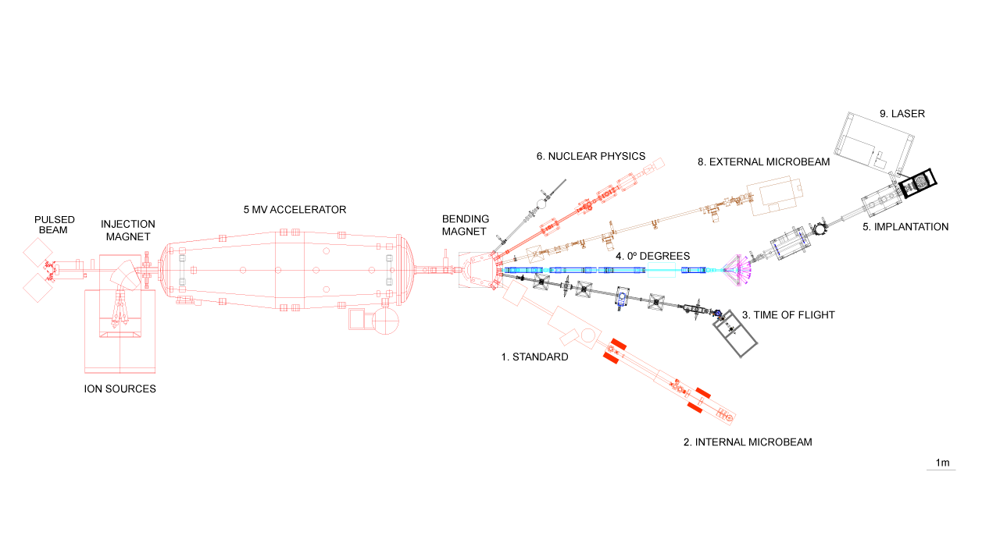 9. LASER
6. NUCLEAR PHYSICS
8. EXTERNAL MICROBEAM
5 MV ACCELERATOR
PULSED
BEAM
INJECTION
MAGNET
BENDING
MAGNET
5. IMPLANTATION
4. 0º DEGREES
3. TIME OF FLIGHT
1. STANDARD
ION SOURCES
2. INTERNAL MICROBEAM
1m